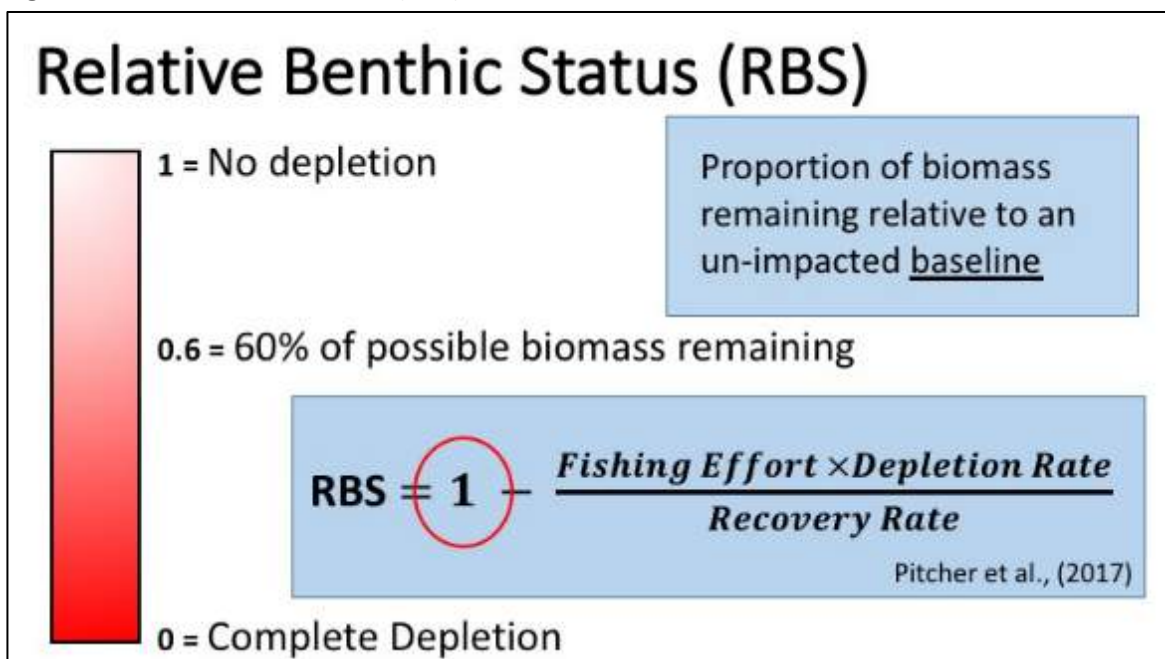 Relative Benthic Status (RBS)
1 = No depletion
Proportion of biomass
remaining relative to an
un-impacted baseline
0.6 = 60% of possible biomass remaining
RBS = 1 - Fishing Effort ×Depletion Rate
Recovery Rate
Pitcher et al., (2017)
0 = Complete Depletion